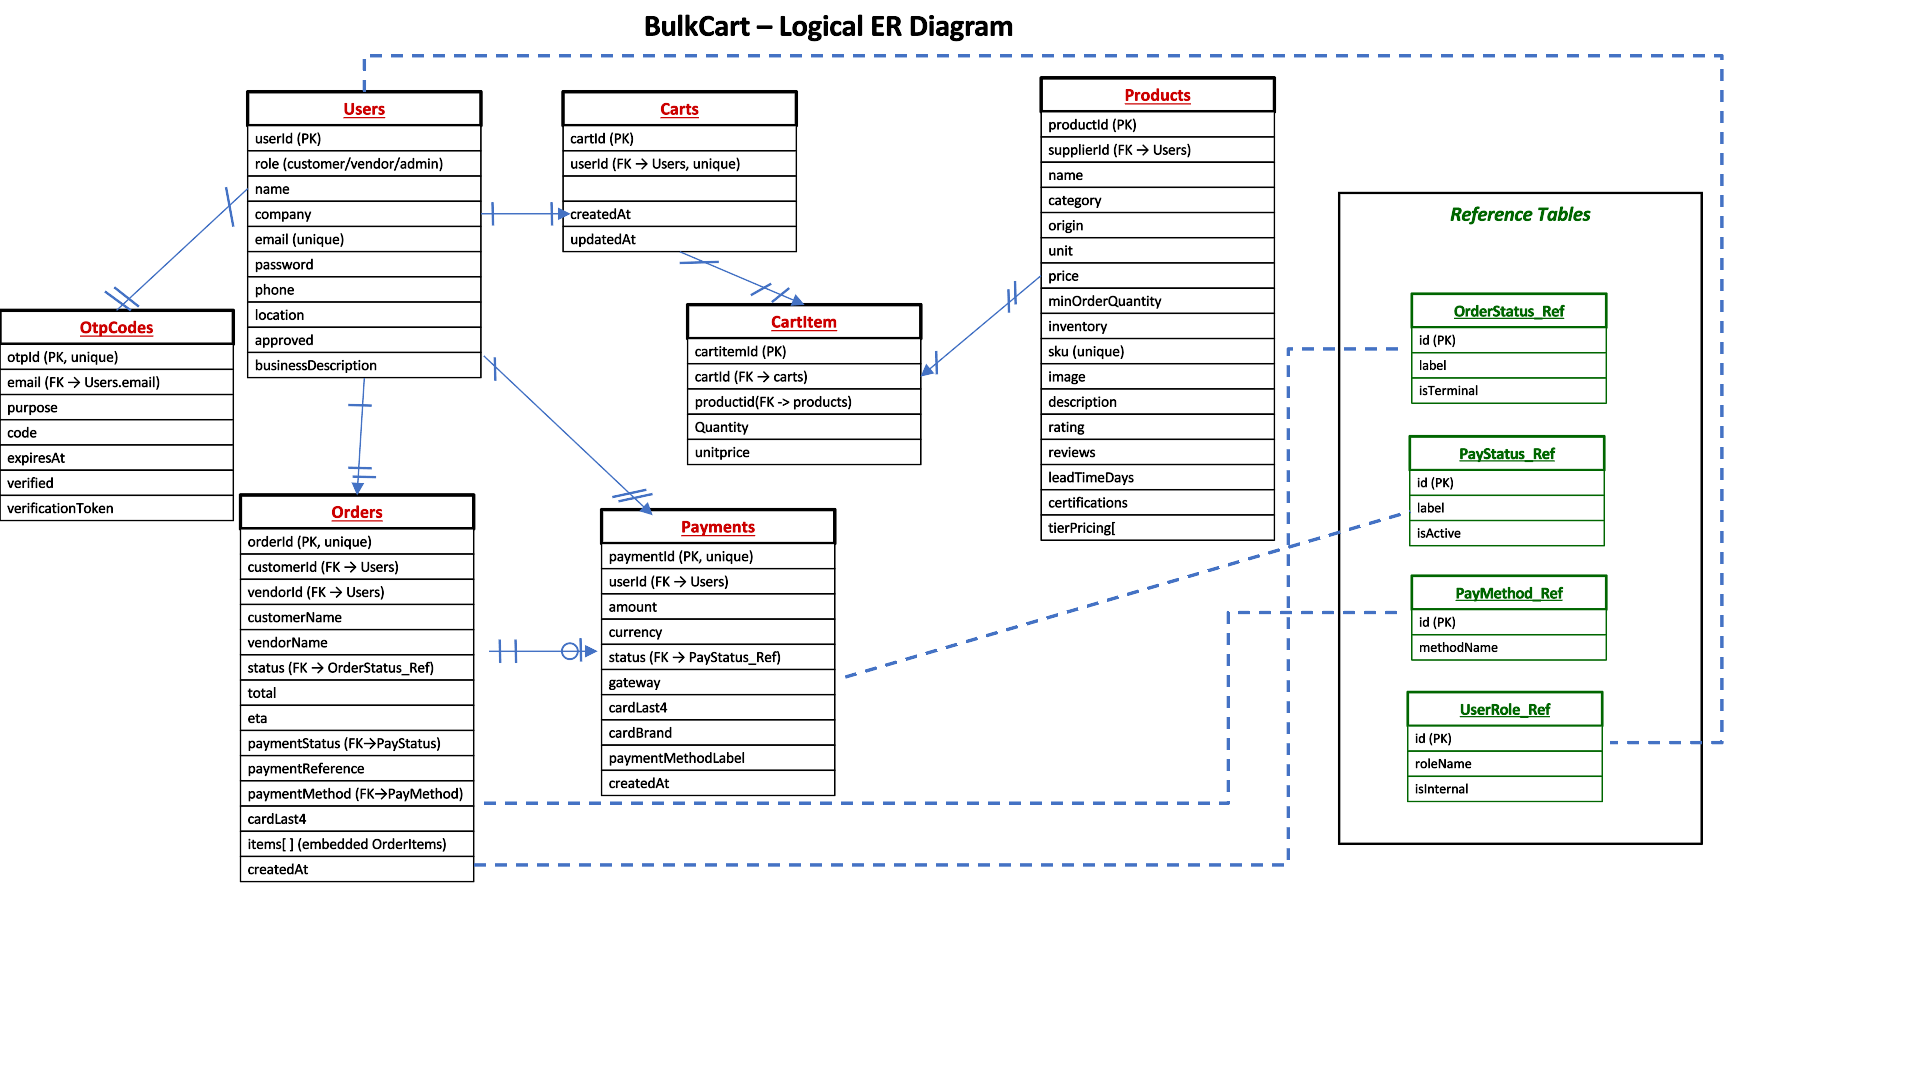 BulkCart – Logical ER Diagram
Users
userId (PK)
role (customer/vendor/admin)
name
company
email (unique)
password
phone
location
approved
businessDescription
Carts
cartId (PK)
userId (FK → Users, unique)
createdAt
updatedAt
Products
productId (PK)
supplierId (FK → Users)
name
category
origin
unit
price
minOrderQuantity
inventory
sku (unique)
image
description
rating
reviews
leadTimeDays
certifications
tierPricing[
OtpCodes
otpId (PK, unique)
email (FK → Users.email)
purpose
code
expiresAt
verified
verificationToken
CartItem
cartitemId (PK)
cartId (FK → carts)
productid(FK -> products)
Quantity
unitprice
Orders
orderId (PK, unique)
customerId (FK → Users)
vendorId (FK → Users)
customerName
vendorName
status (FK → OrderStatus_Ref)
total
eta
paymentStatus (FK→PayStatus)
paymentReference
paymentMethod (FK→PayMethod)
cardLast4
items[ ] (embedded OrderItems)
createdAt
Payments
paymentId (PK, unique)
userId (FK → Users)
amount
currency
status (FK → PayStatus_Ref)
gateway
cardLast4
cardBrand
paymentMethodLabel
createdAt
Reference Tables
OrderStatus_Ref
id (PK)
label
isTerminal
PayStatus_Ref
id (PK)
label
isActive
PayMethod_Ref
id (PK)
methodName
UserRole_Ref
id (PK)
roleName
isInternal